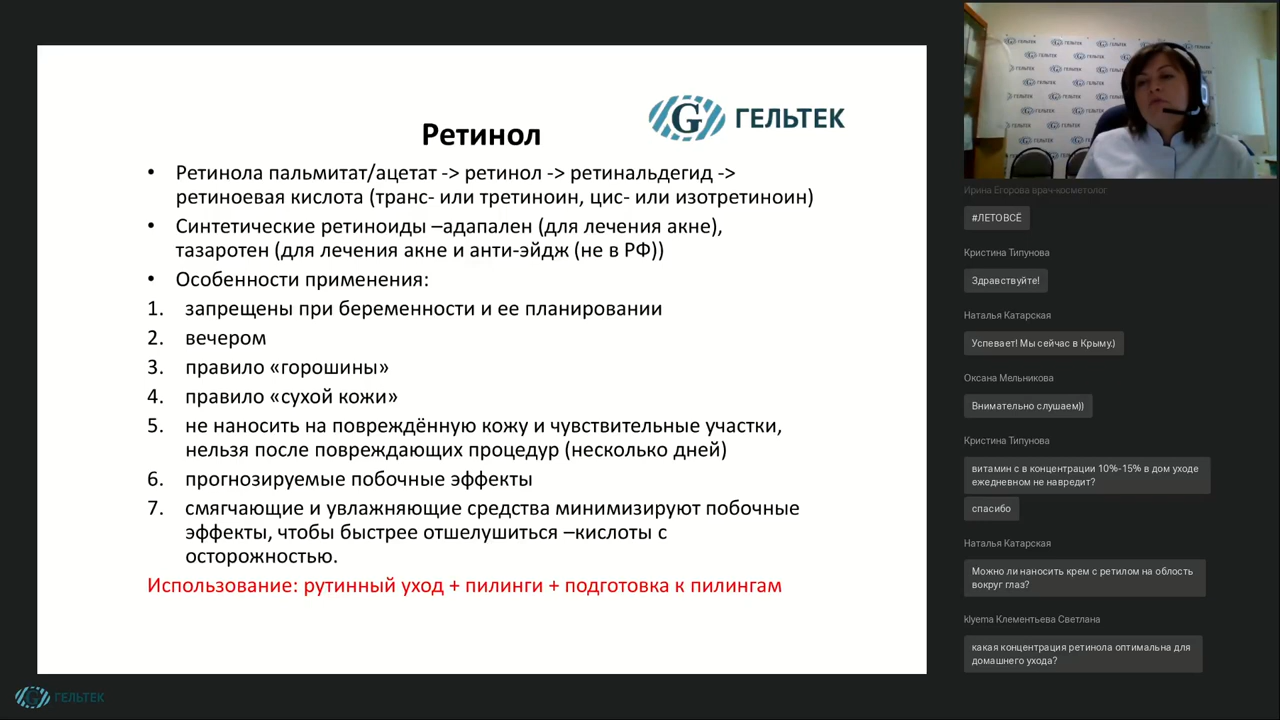 Ретинол
ГЕЛЬТЕК
• Ретинола пальмитат/ацетат -> ретинол -> ретинальдегид ->
ретиноевая кислота (транс- или третиноин, цис- или изотретиноин)
• Синтетические ретиноиды –адапален (для лечения акне),
тазаротен (для лечения акне и анти-эйдж (не в РФ))
• Особенности применения:
1. запрещены при беременности и ее планировании
2. вечером
3. правило «горошины»
4. правило «сухой кожи»
5. не наносить на повреждённую кожу и чувствительные участки,
нельзя после повреждающих процедур (несколько дней)
6. прогнозируемые побочные эффекты
7. смягчающие и увлажняющие средства минимизируют побочные
эффекты, чтобы быстрее отшелушиться –кислоты с
осторожностью.
Использование: рутинный уход + пилинги + подготовка к пилингам
ГЕЛЬТЕК
Ирина Егорова врач-косметолог
#ЛЕТОВСЁ
Кристина Типунова
Здравствуйте!
Наталья Катарская
Успевает! Мы сейчас в Крыму.)
Оксана Мельникова
Внимательно слушаем))
Кристина Типунова
витамин с в концентрации 10%-15% в дом уходе
ежедневном не навредит?
спасибо
Наталья Катарская
Можно ли наносить крем с ретилом на облость
вокруг глаз?
klyema Клементьева Светлана
какая концентрация ретинола оптимальна для
домашнего ухода?